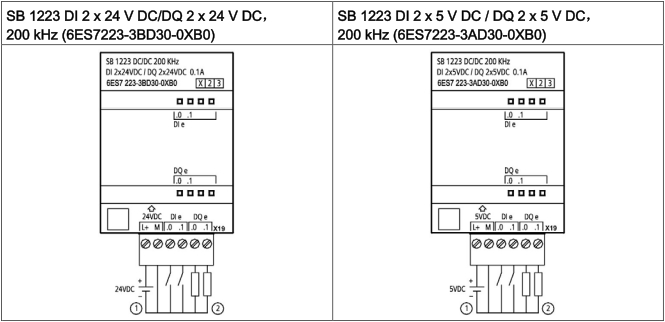 SB 1223 DI 2 x 24 V DC/DQ 2 x 24 V DC,
200 kHz (6ES7223-3BD30-0XB0)
SB 1223 DC/DC 200 KHz
DI 2x24VDC / DQ 2x24VDC 0.1A
6ES7 223-3BD30-0XB0 X 2 3
.0 .1
DI e
DQ e
.0 .1
24VDC DI e DQ e
L+ M .0 .1 .0 .1 X19
24VDC + −
1 2
SB 1223 DI 2 x 5 V DC / DQ 2 x 5 V DC,
200 kHz (6ES7223-3AD30-0XB0)
SB 1223 DC/DC 200 KHz
DI 2x5VDC / DQ 2x5VDC 0.1A
6ES7 223-3AD30-0XB0 X 2 3
.0 .1
DI e
DQ e
.0 .1
5VDC DI e DQ e
L+ M .0 .1 .0 .1 X19
5VDC + −
1 2